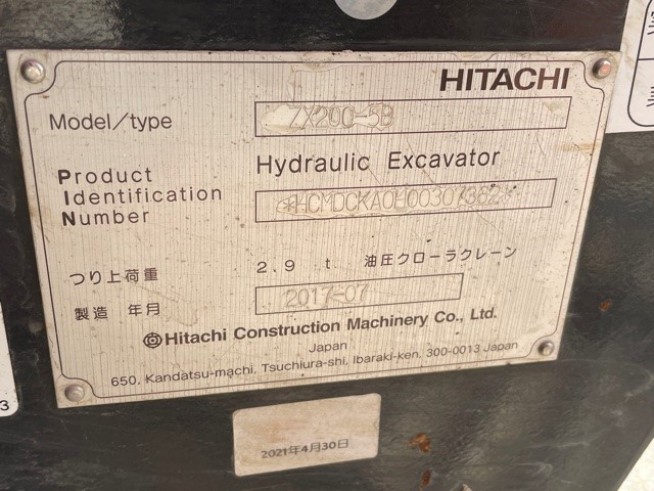 HITACHI
Model/type ZX200-5B
Hydraulic Excavator
Product
Identification
Number
つり上荷重 2.9 t 油圧クローラクレーン
製造 年月 2017-07
Hitachi Construction Machinery Co., Ltd.
Japan
650, Kandatsu-machi, Tsuchiura-shi, Ibaraki-ken, 300-0013 Japan
2021年4月30日
3